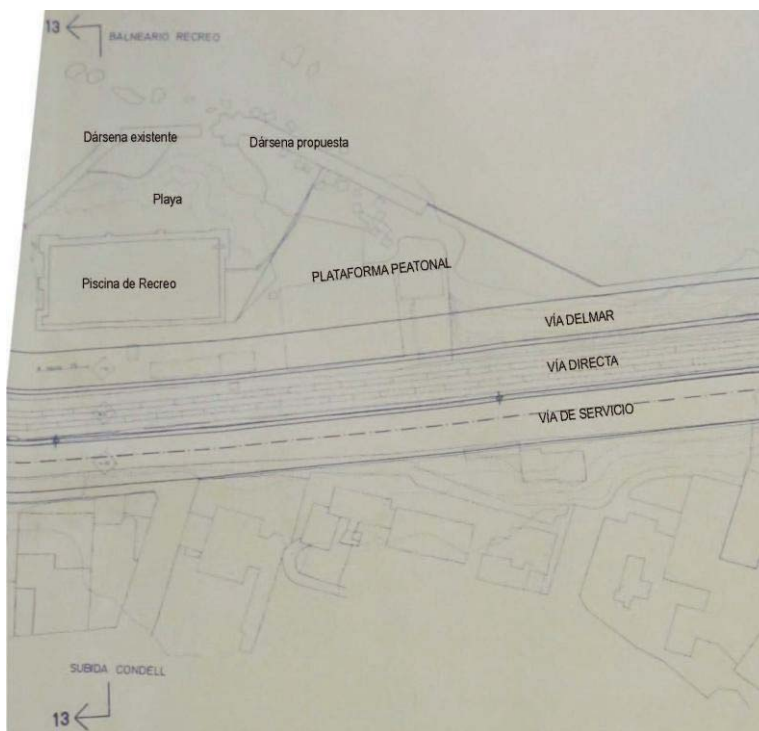 13
BALNEARIO RECREO
Dársena existente
Dársena propuesta
Playa
PLATAFORMA PEATONAL
Piscina de Recreo
VÍA DELMAR
VÍA DIRECTA
VÍA DE SERVICIO
SUBIDA CONDELL
13